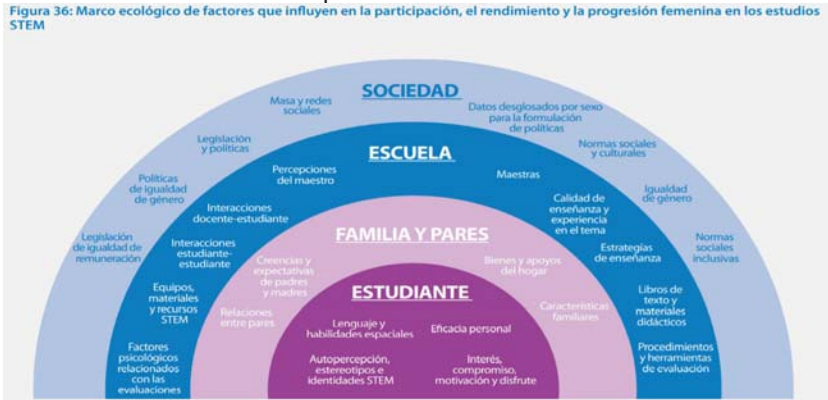 Figura 36: Marco ecológico de factores que influyen en la participación, el rendimiento y la progresión femenina en los estudios
STEM
SOCIEDAD
Masa y redes
sociales
Datos desglosados por sexo
para la formulación
de políticas
Legislación
y políticas
Normas sociales
y culturales
Políticas
de igualdad
de género
Igualdad
de género
Legislación
de igualdad de
remuneración
Normas
sociales
inclusivas
ESCUELA
Percepciones
del maestro
Maestras
Interacciones
docente-estudiante
Calidad de
enseñanza y
experiencia
en el tema
Interacciones
estudiante-
estudiante
Estrategias
de enseñanza
Equipos,
materiales
y recursos
STEM
Libros de
texto y
materiales
didácticos
Factores
psicológicos
relacionados
con las
evaluaciones
Procedimientos
y herramientas
de evaluación
FAMILIA Y PARES
Creencias y
expectativas
de padres
y madres
Bienes y apoyos
del hogar
Relaciones
entre pares
Características
familiares
ESTUDIANTE
Lenguaje y
habilidades espaciales
Eficacia personal
Autopercepción,
estereotipos e
identidades STEM
Interés,
compromiso,
motivación y disfrute